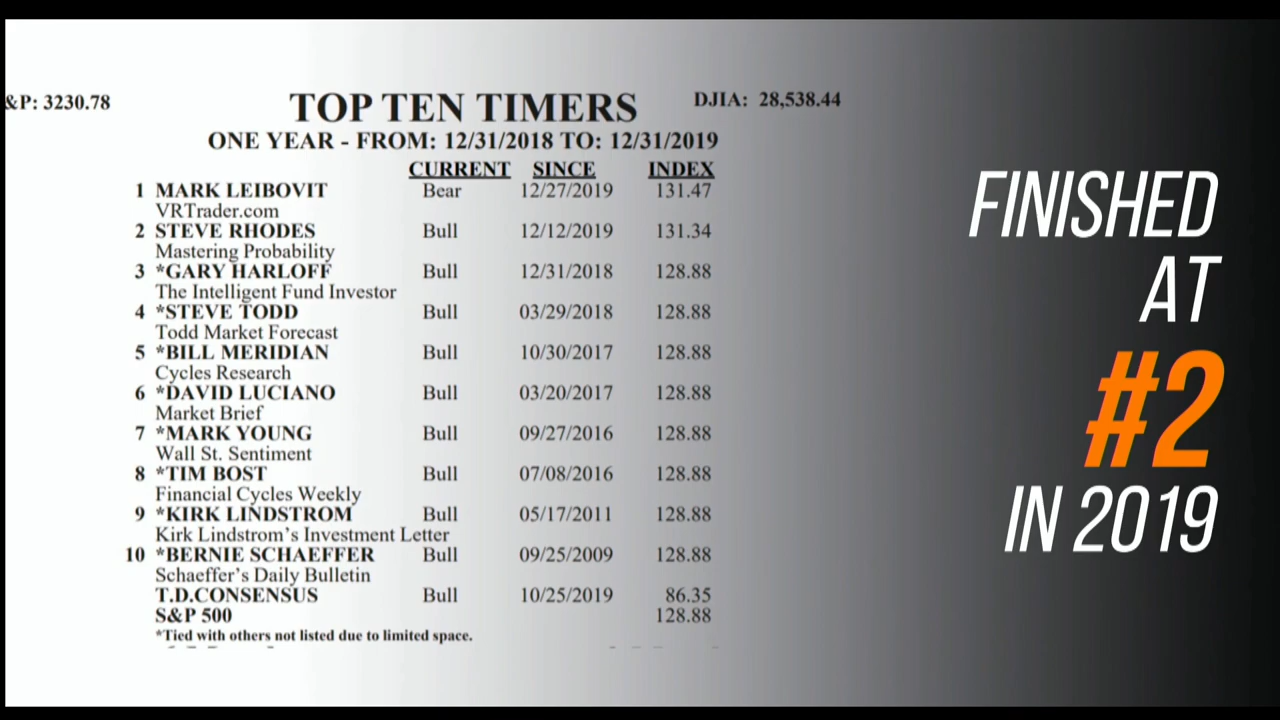 &P: 3230.78
TOP TEN TIMERS
DJIA: 28,538.44
ONE YEAR - FROM: 12/31/2018 TO: 12/31/2019
CURRENT SINCE INDEX
1 MARK LEIBOVIT Bear 12/27/2019 131.47
VRTrader.com
2 STEVE RHODES Bull 12/12/2019 131.34
Mastering Probability
3 *GARY HARLOFF Bull 12/31/2018 128.88
The Intelligent Fund Investor
4 *STEVE TODD Bull 03/29/2018 128.88
Todd Market Forecast
5 *BILL MERIDIAN Bull 10/30/2017 128.88
Cycles Research
6 *DAVID LUCIANO Bull 03/20/2017 128.88
Market Brief
7 *MARK YOUNG Bull 09/27/2016 128.88
Wall St. Sentiment
8 *TIM BOST Bull 07/08/2016 128.88
Financial Cycles Weekly
9 *KIRK LINDSTROM Bull 05/17/2011 128.88
Kirk Lindstrom's Investment Letter
10 *BERNIE SCHAEFFER Bull 09/25/2009 128.88
Schaeffer's Daily Bulletin
T.D.CONSENSUS Bull 10/25/2019 86.35
S&P 500 128.88
*Tied with others not listed due to limited space.
FINISHED
AT
#2
IN 2019